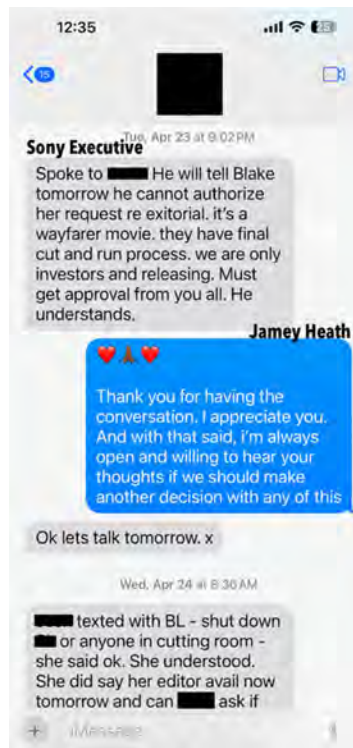 12:35
15
Tue, Apr 23 at 9:02 PM
Sony Executive
Spoke to
He will tell Blake
tomorrow he cannot authorize
her request re exitorial. it's a
wayfarer movie. they have final
cut and run process. we are only
investors and releasing. Must
get approval from you all. He
understands.
Jamey Heath
Thank you for having the
conversation. I appreciate you.
And with that said, i'm always
open and willing to hear your
thoughts if we should make
another decision with any of this
Ok lets talk tomorrow. x
Wed, Apr 24 at 8:30 AM
texted with BL - shut down
or anyone in cutting room -
she said ok. She understood.
She did say her editor avail now
tomorrow and can
ask if
iMessage